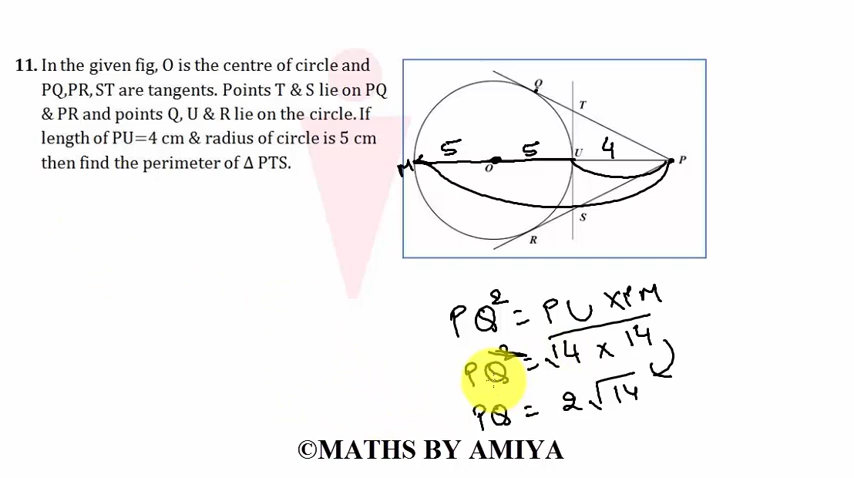 11. In the given fig, O is the centre of circle and
PQ,PR, ST are tangents. Points T & S lie on PQ
& PR and points Q, U & R lie on the circle. If
length of PU=4 cm & radius of circle is 5 cm
then find the perimeter of Δ PTS.
Q
T
5
5
U
4
M
O
P
S
R
PQ² = PU × PM
PQ² = √14 × 14
PQ = 2√14
©MATHS BY AMIYA